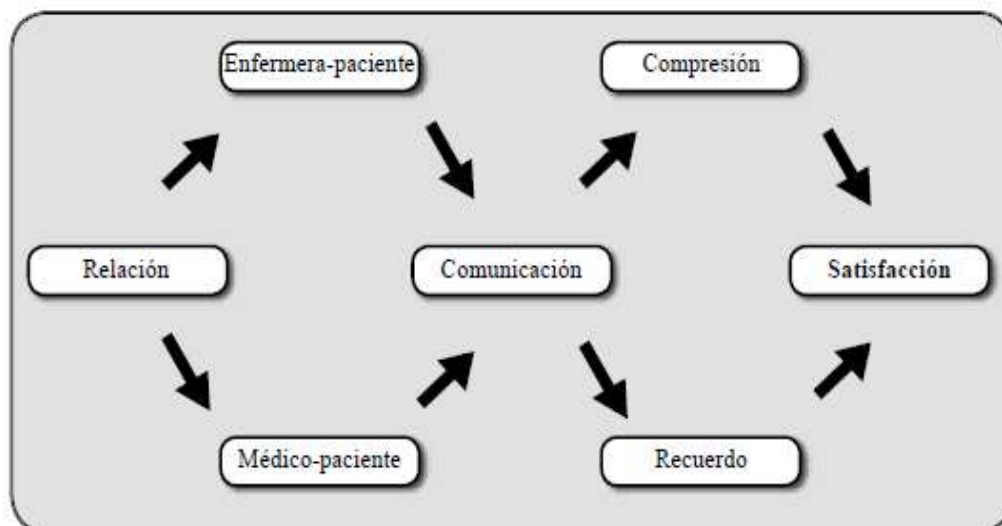 Enfermera-paciente
Compresión
Relación
Comunicación
Satisfacción
Médico-paciente
Recuerdo